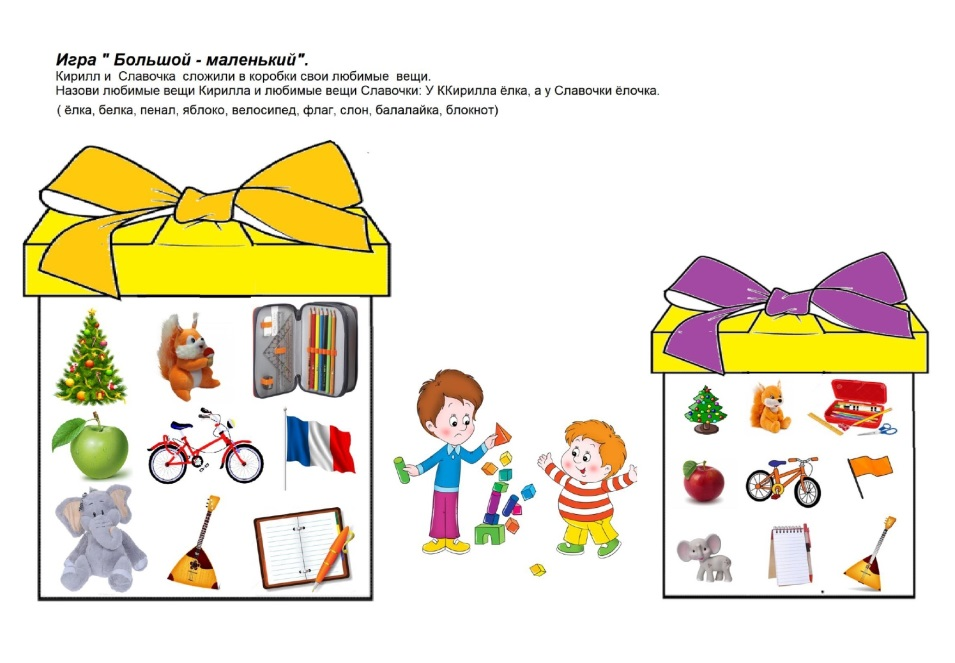 Игра " Большой - маленький".
Кирилл и Славочка сложили в коробки свои любимые вещи.
Назови любимые вещи Кирилла и любимые вещи Славочки: У ККирилла ёлка, а у Славочки ёлочка.
( ёлка, белка, пенал, яблоко, велосипед, флаг, слон, балалайка, блокнот)